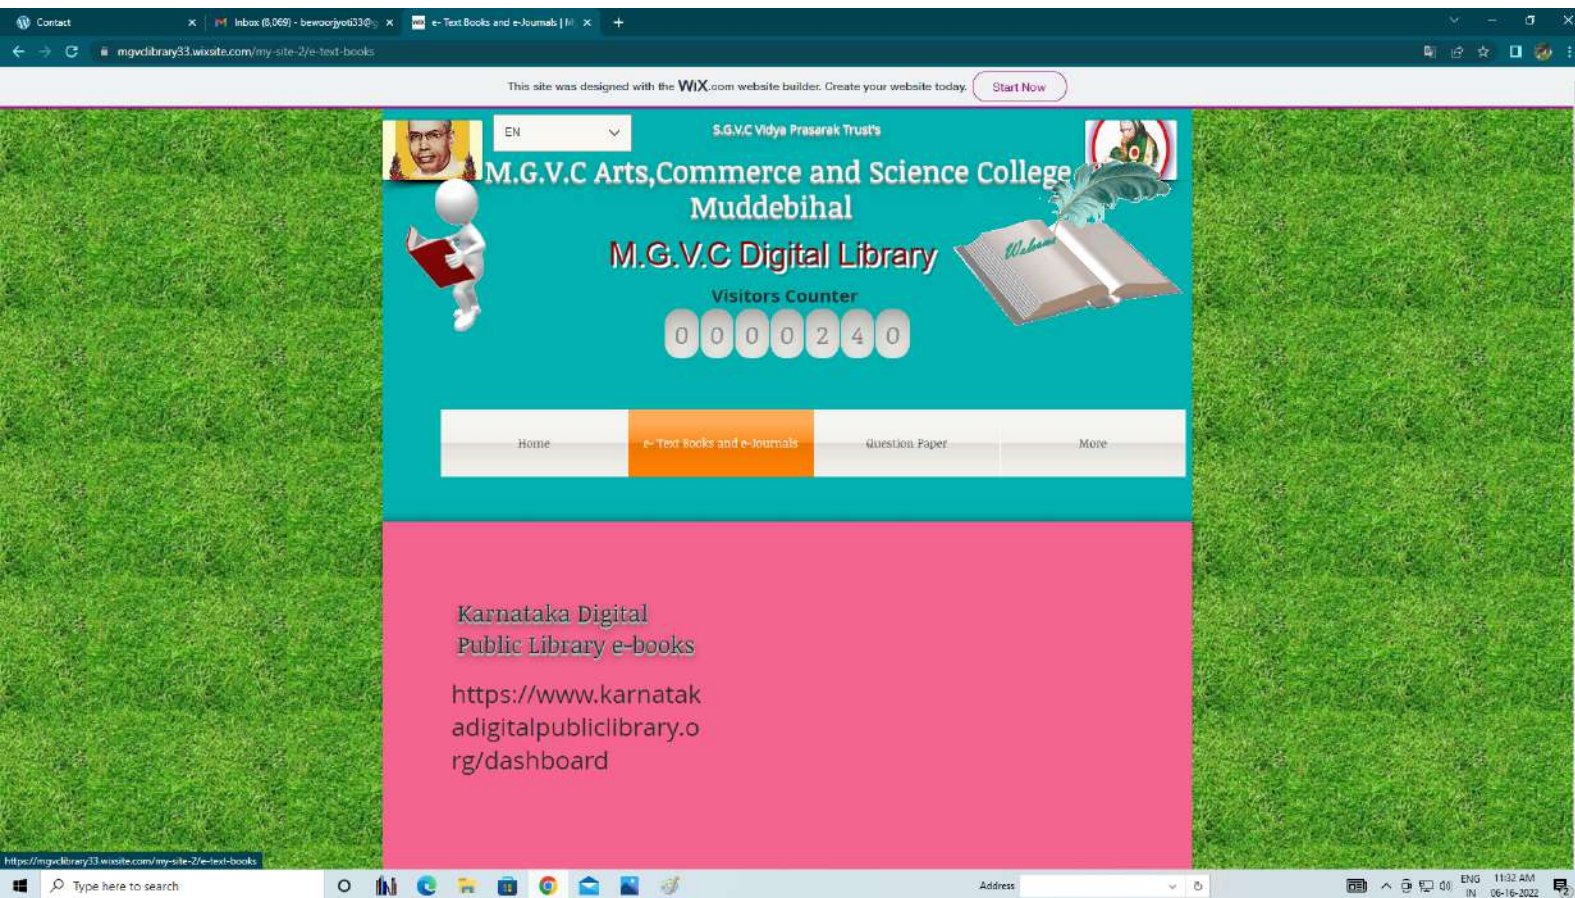 Contact
Inbox (8,069) - bewoorjyoti33@g
e- Text Books and e-Journals | M
mgvclibrary33.wixsite.com/my-site-2/e-text-books
This site was designed with the WiX.com website builder. Create your website today. Start Now
EN
S.G.V.C Vidya Prasarak Trust's
M.G.V.C Arts,Commerce and Science College
Muddebihal
M.G.V.C Digital Library
Welcome
Visitors Counter
0 0 0 0 2 4 0
Home e- Text Books and e-Journals Question Paper More
Karnataka Digital
Public Library e-books
https://www.karnatak
adigitalpubliclibrary.o
rg/dashboard
https://mgvclibrary33.wixsite.com/my-site-2/e-text-books
Type here to search
Address
ENG
IN
11:32 AM
06-16-2022
2